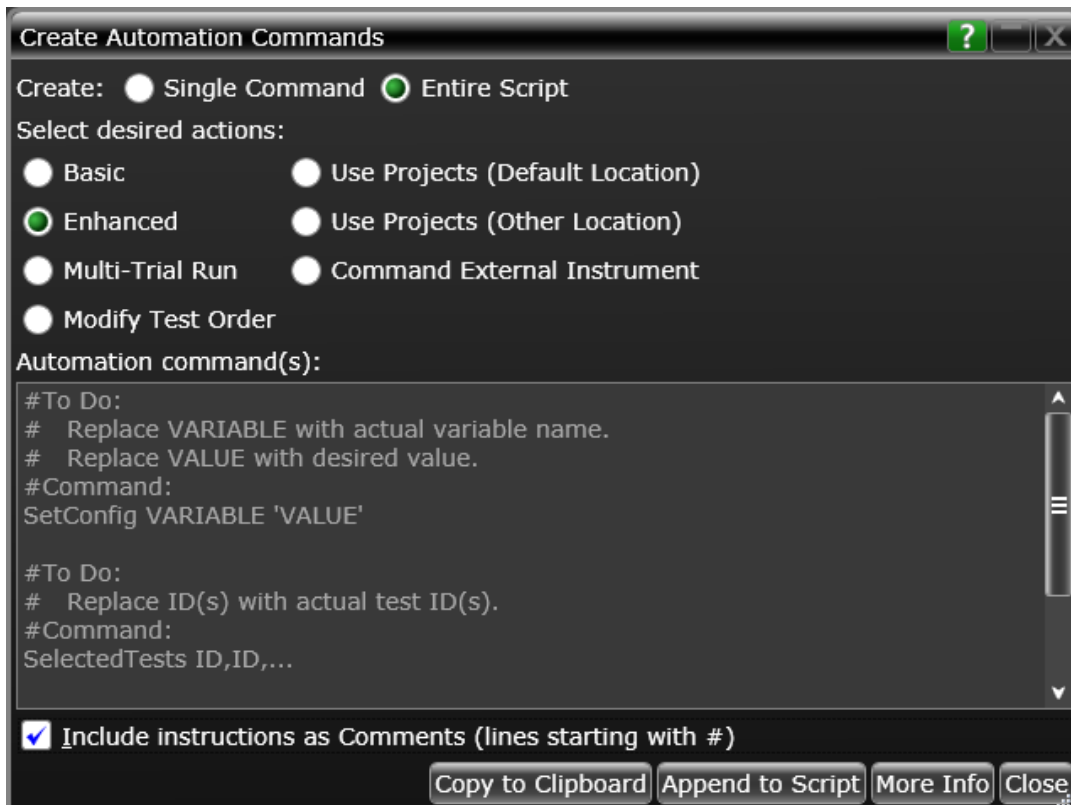 Create Automation Commands ? X
Create: Single Command Entire Script
Select desired actions:
Basic Use Projects (Default Location)
Enhanced Use Projects (Other Location)
Multi-Trial Run Command External Instrument
Modify Test Order
Automation command(s):
#To Do:
#   Replace VARIABLE with actual variable name.
#   Replace VALUE with desired value.
#Command:
SetConfig VARIABLE 'VALUE'
#To Do:
#   Replace ID(s) with actual test ID(s).
#Command:
SelectedTests ID,ID,...
Include instructions as Comments (lines starting with #)
Copy to Clipboard Append to Script More Info Close